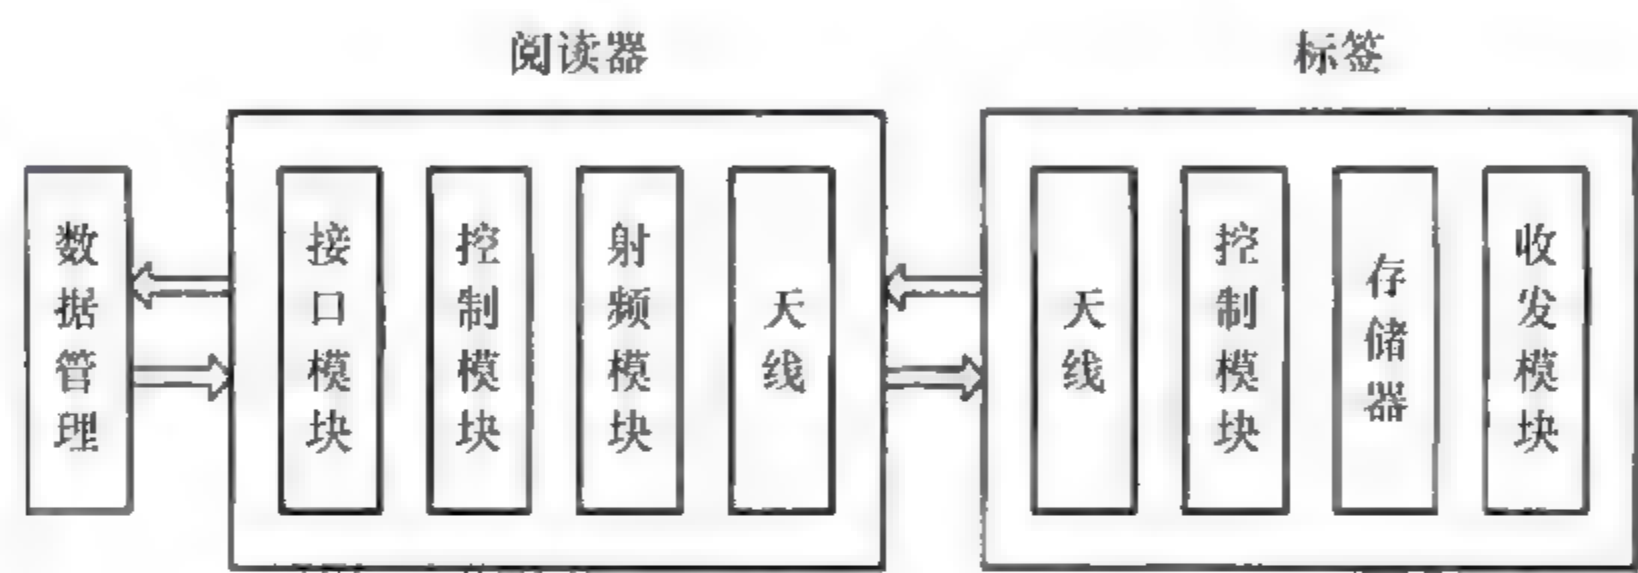 阅读器
标签
数据管理
接口模块
控制模块
射频模块
天线
天线
控制模块
存储器
收发模块